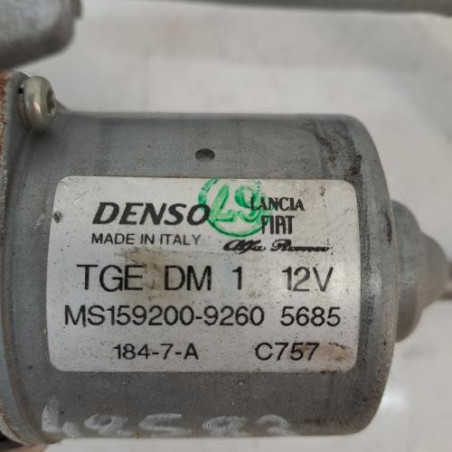 DENSO LANCIA
MADE IN ITALY FIAT
Alfa Romeo
TGE DM 1 12V
MS159200-9260 5685
184-7-A C757